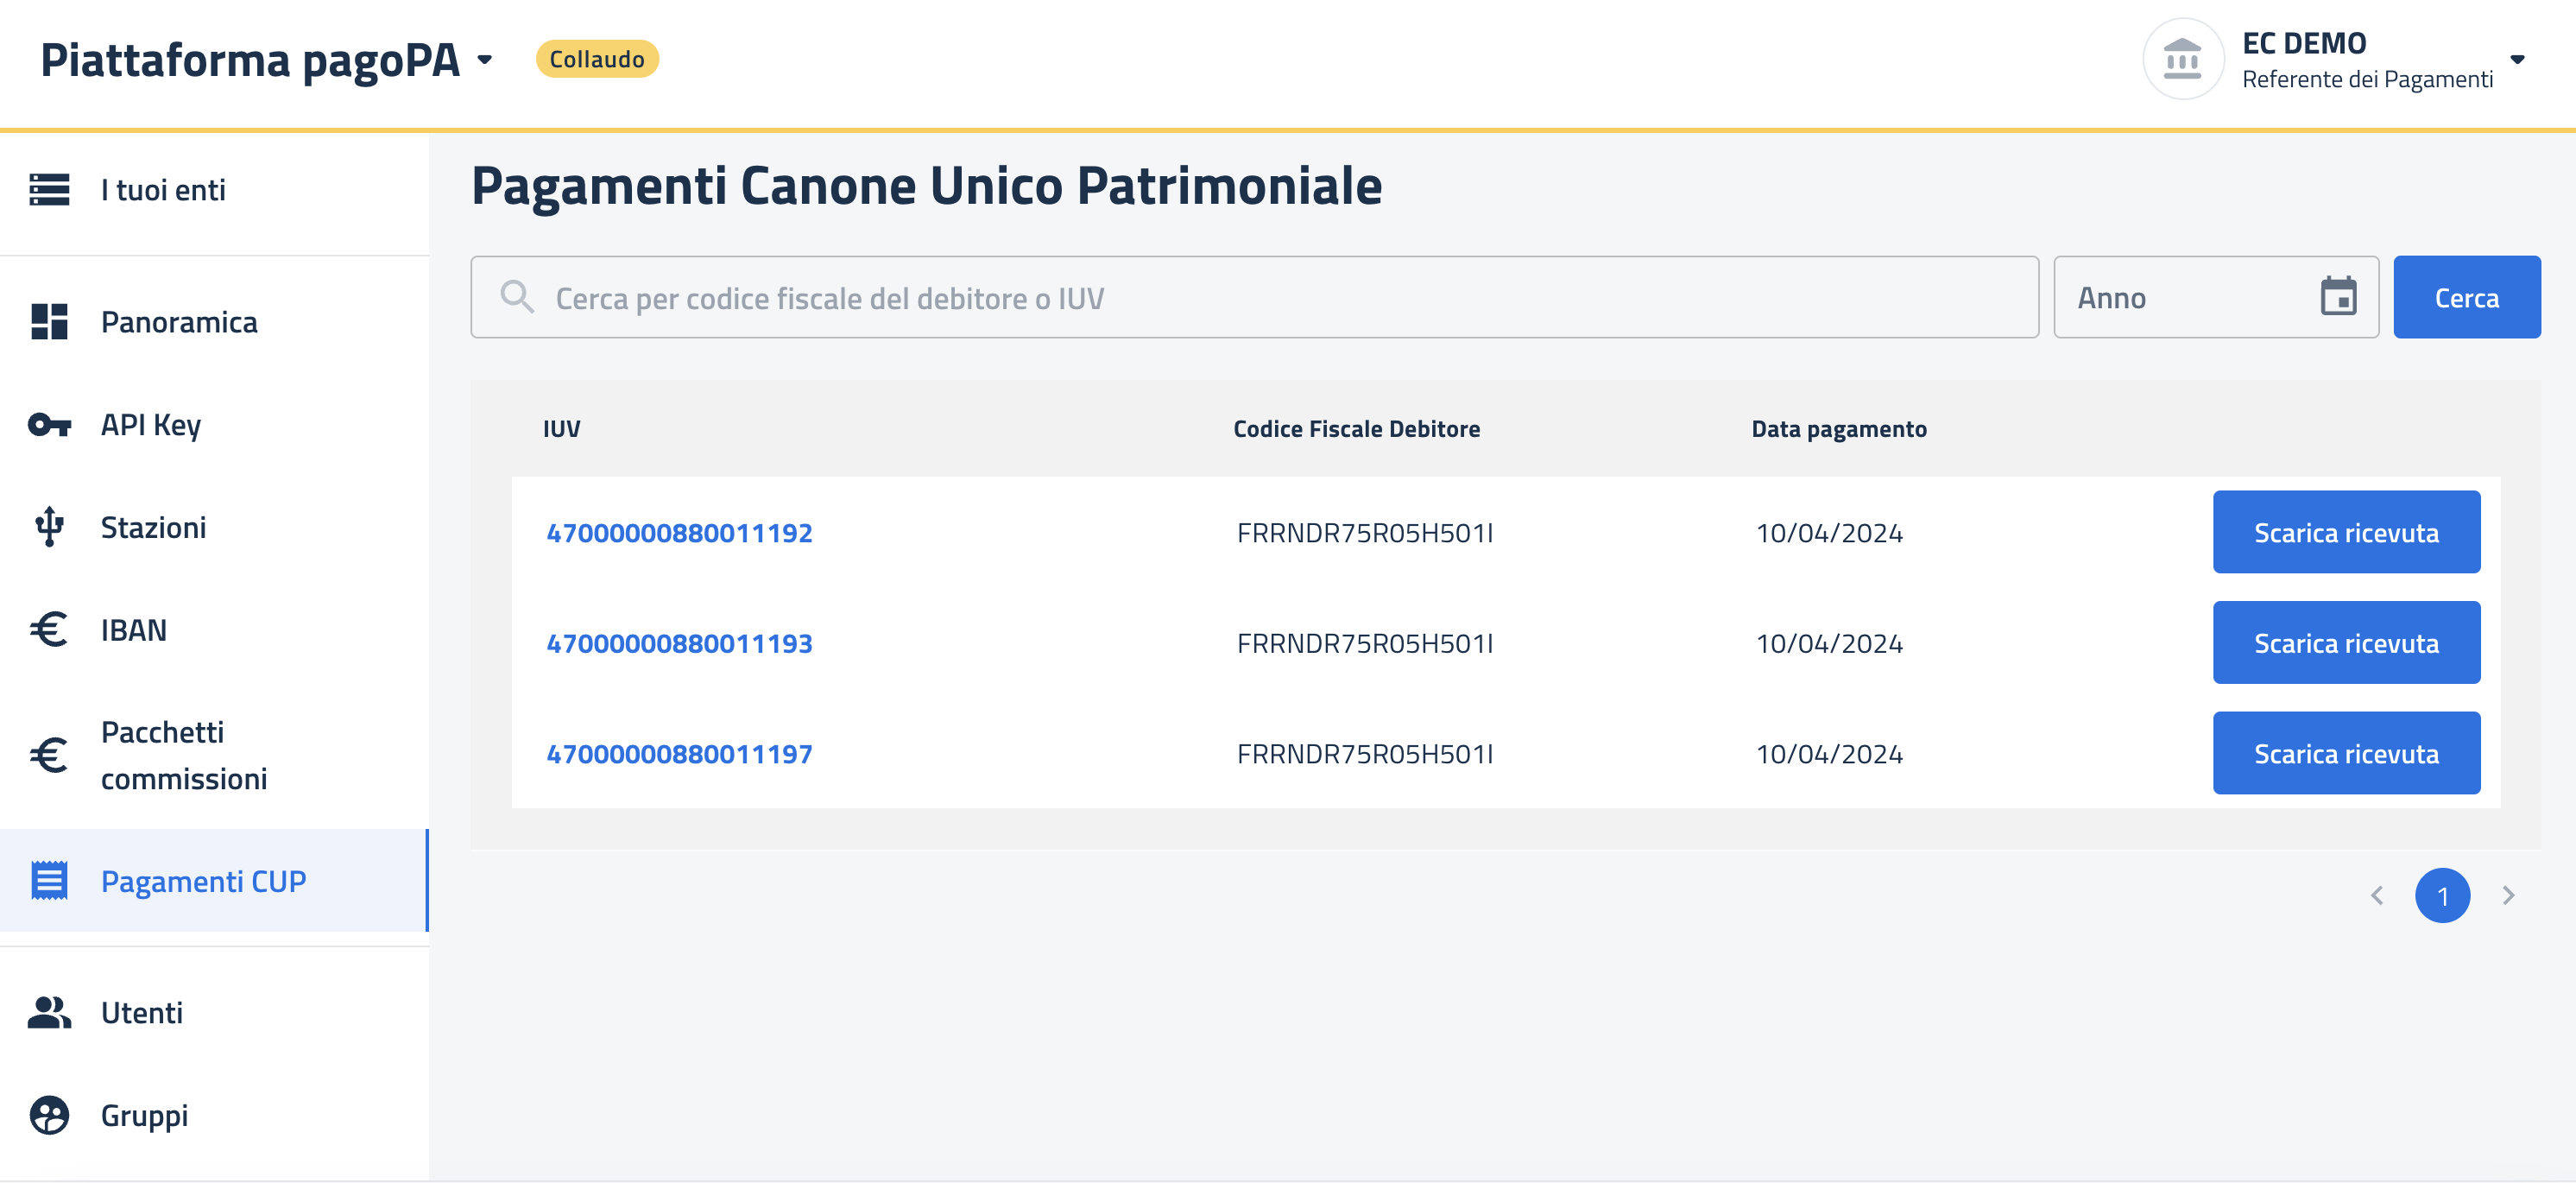 Piattaforma pagoPA
Collaudo
EC DEMO
Referente dei Pagamenti
I tuoi enti
Panoramica
API Key
Stazioni
IBAN
Pacchetti
commissioni
Pagamenti CUP
Utenti
Gruppi
Pagamenti Canone Unico Patrimoniale
Cerca per codice fiscale del debitore o IUV
Anno
Cerca
IUV Codice Fiscale Debitore Data pagamento
47000000880011192 FRRNDR75R05H501I 10/04/2024 Scarica ricevuta
47000000880011193 FRRNDR75R05H501I 10/04/2024 Scarica ricevuta
47000000880011197 FRRNDR75R05H501I 10/04/2024 Scarica ricevuta
1